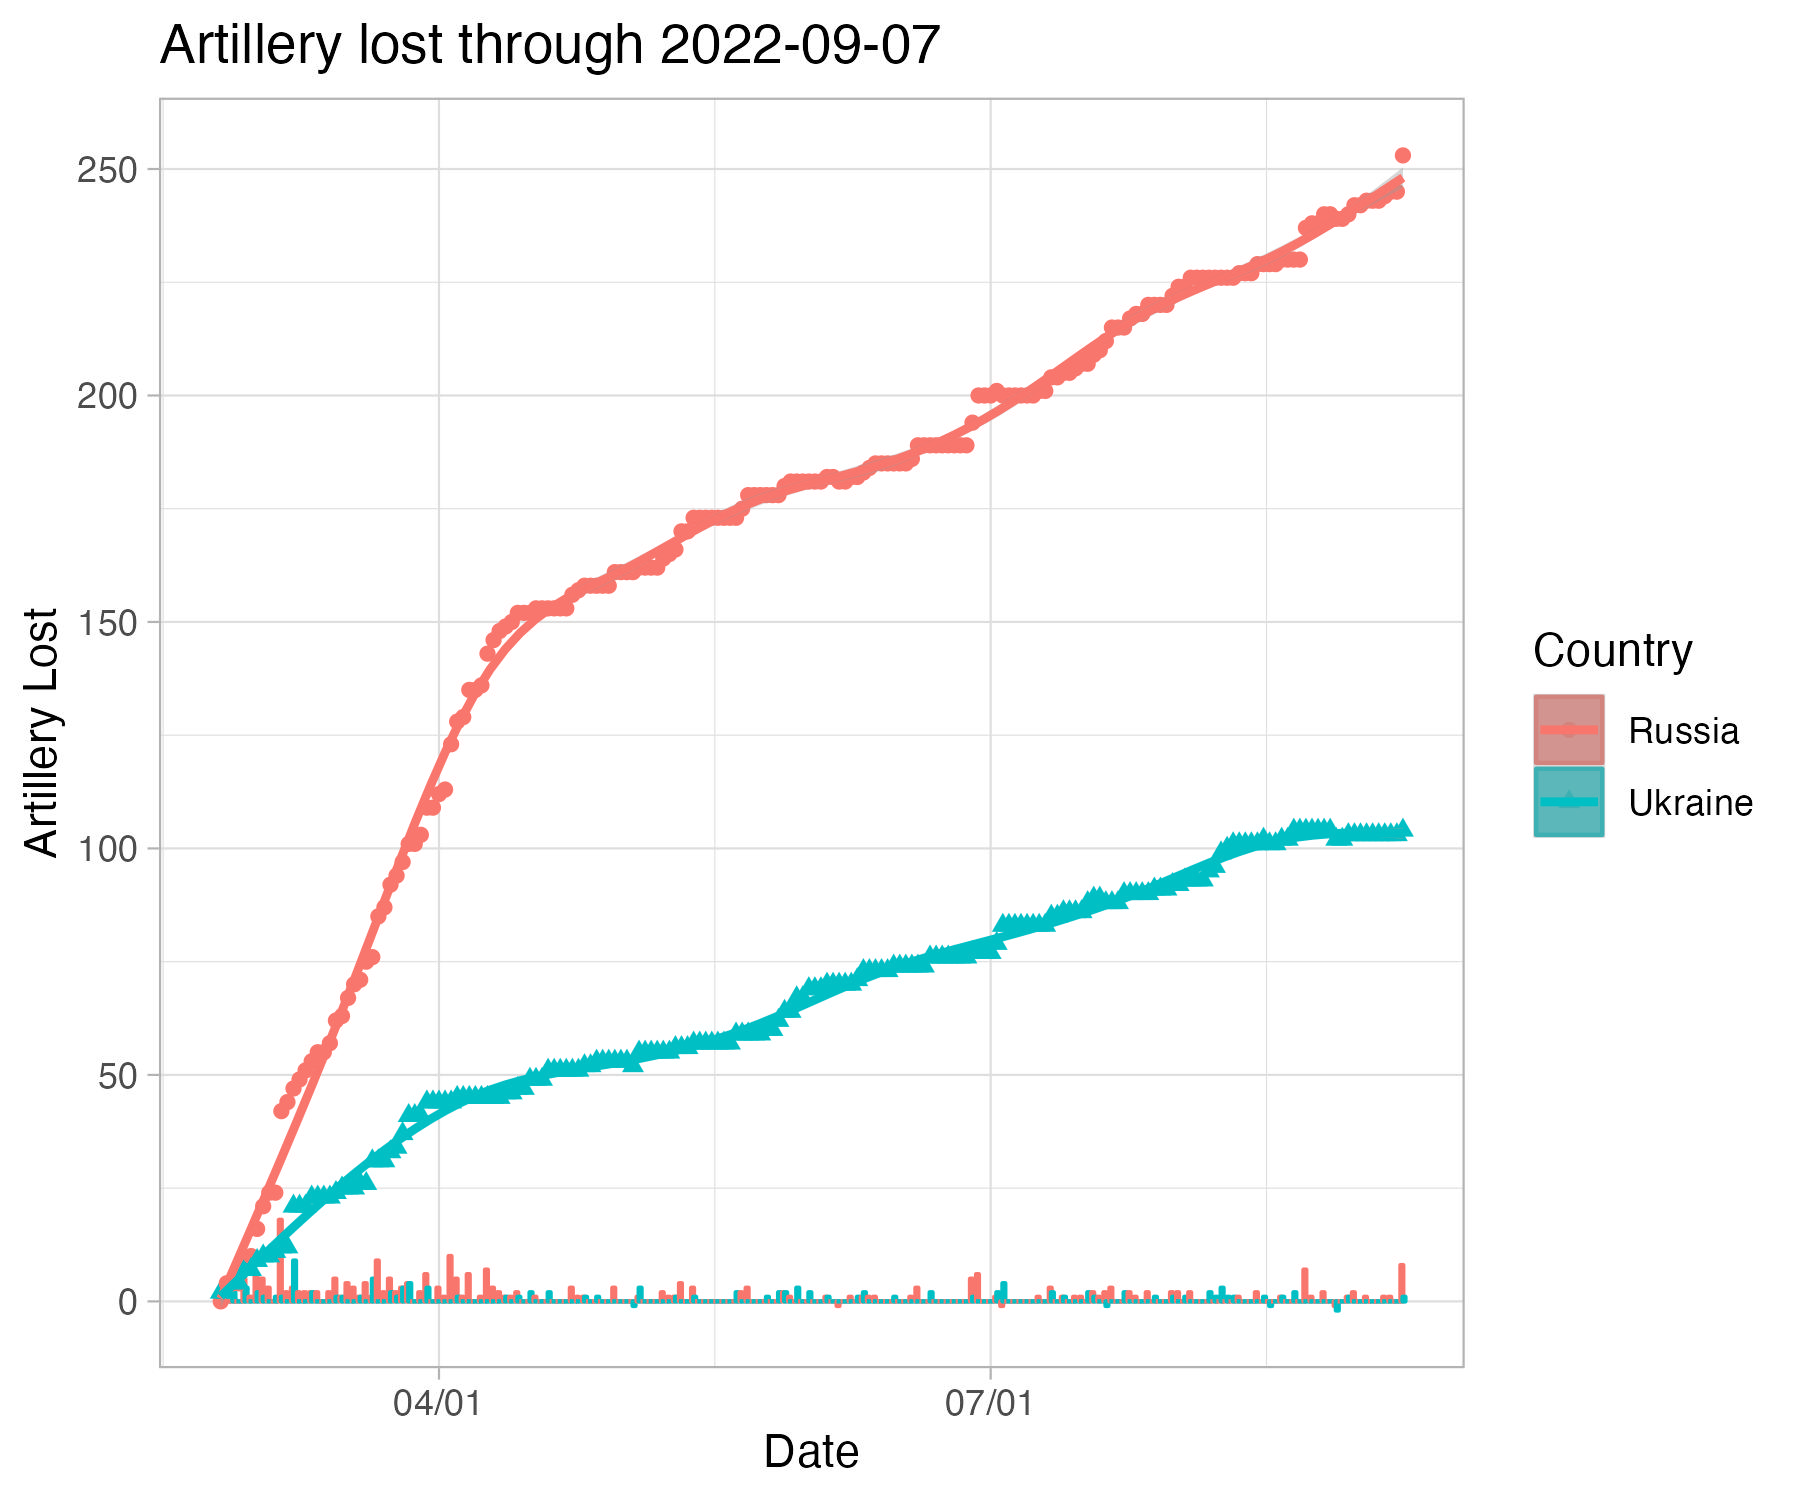 Artillery lost through 2022-09-07
250
200
150
100
50
0
Artillery Lost
04/01
07/01
Date
Country
Russia
Ukraine